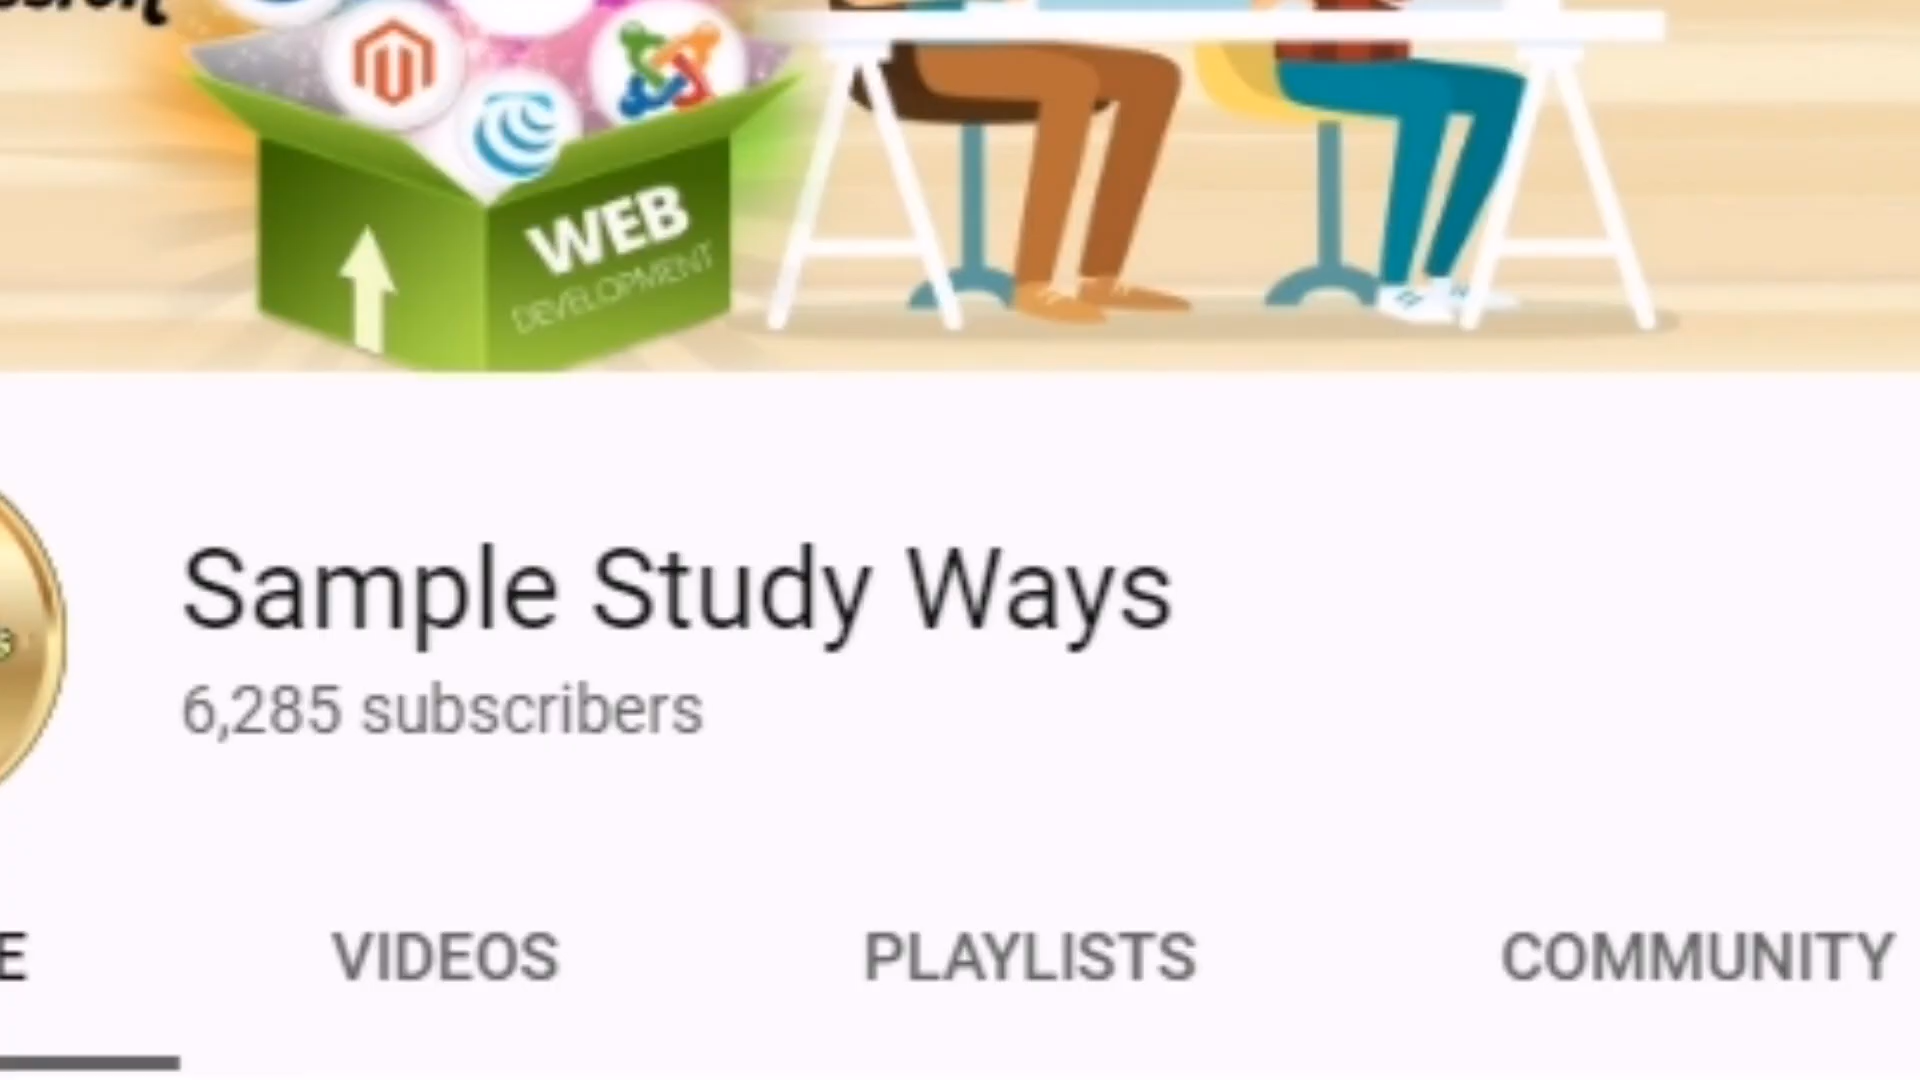 WEB
DEVELOPMENT
Sample Study Ways
6,285 subscribers
VIDEOS
PLAYLISTS
COMMUNITY